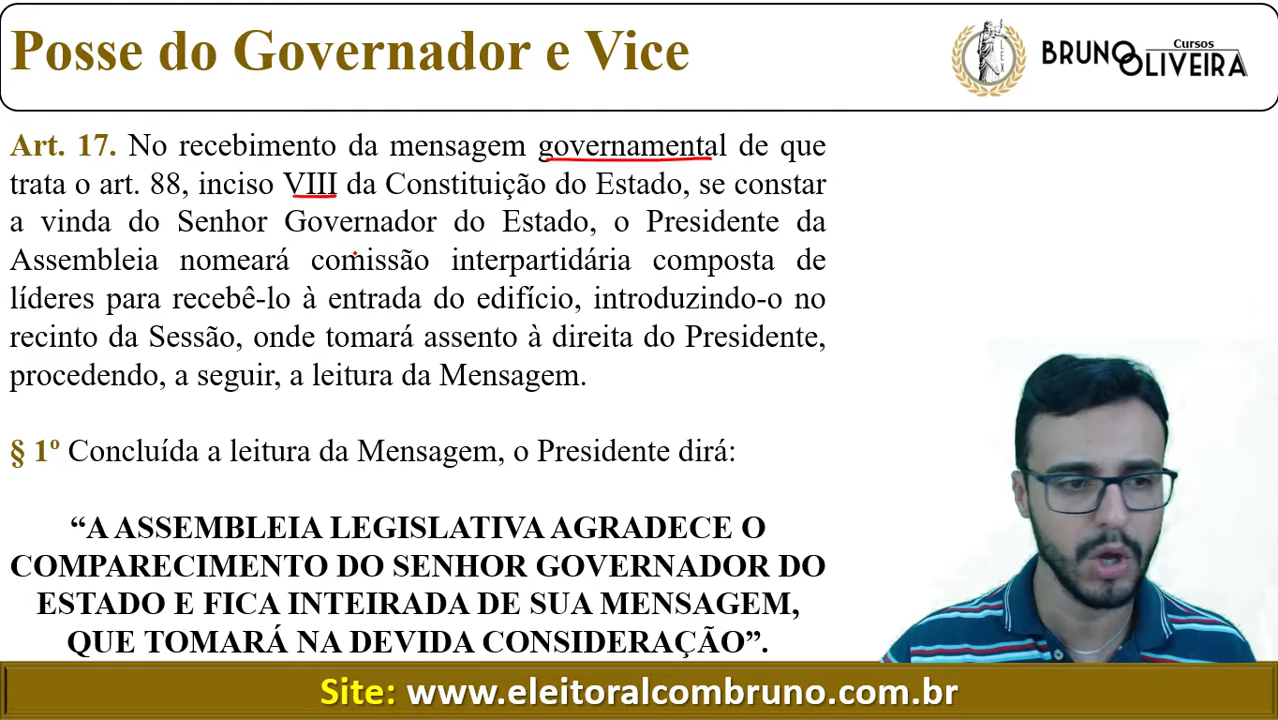 Posse do Governador e Vice
Cursos
BRUNO
OLIVEIRA
LEX
Art. 17. No recebimento da mensagem governamental de que
trata o art. 88, inciso VIII da Constituição do Estado, se constar
a vinda do Senhor Governador do Estado, o Presidente da
Assembleia nomeará comissão interpartidária composta de
líderes para recebê-lo à entrada do edifício, introduzindo-o no
recinto da Sessão, onde tomará assento à direita do Presidente,
procedendo, a seguir, a leitura da Mensagem.
§ 1º Concluída a leitura da Mensagem, o Presidente dirá:
“A ASSEMBLEIA LEGISLATIVA AGRADECE O
COMPARECIMENTO DO SENHOR GOVERNADOR DO
ESTADO E FICA INTEIRADA DE SUA MENSAGEM,
QUE TOMARÁ NA DEVIDA CONSIDERAÇÃO”.
Site: www.eleitoralcombruno.com.br